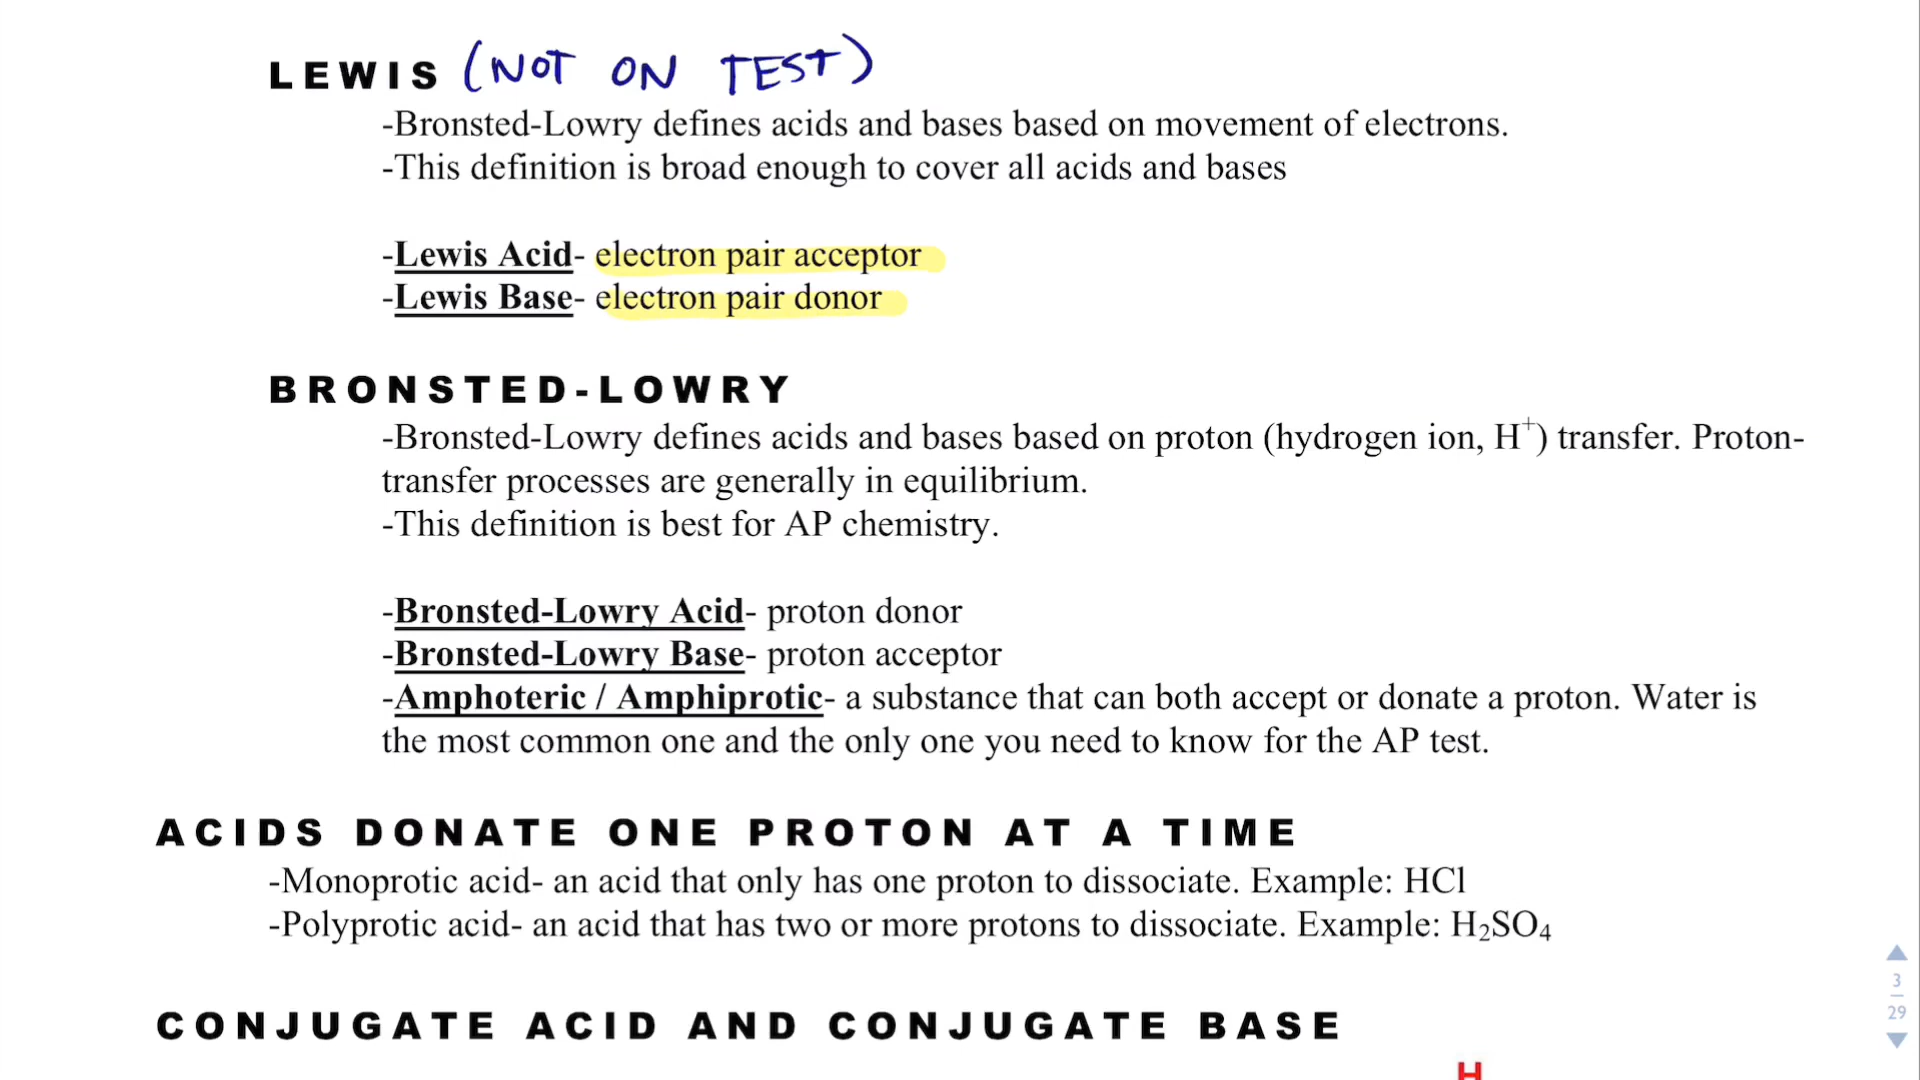 LEWIS (NOT ON TEST)
-Bronsted-Lowry defines acids and bases based on movement of electrons.
-This definition is broad enough to cover all acids and bases
-Lewis Acid- electron pair acceptor
-Lewis Base- electron pair donor
BRONSTED-LOWRY
-Bronsted-Lowry defines acids and bases based on proton (hydrogen ion, H⁺) transfer. Proton-
transfer processes are generally in equilibrium.
-This definition is best for AP chemistry.
-Bronsted-Lowry Acid- proton donor
-Bronsted-Lowry Base- proton acceptor
-Amphoteric / Amphiprotic- a substance that can both accept or donate a proton. Water is
the most common one and the only one you need to know for the AP test.
ACIDS DONATE ONE PROTON AT A TIME
-Monoprotic acid- an acid that only has one proton to dissociate. Example: HCl
-Polyprotic acid- an acid that has two or more protons to dissociate. Example: H₂SO₄
3
29
CONJUGATE ACID AND CONJUGATE BASE
H